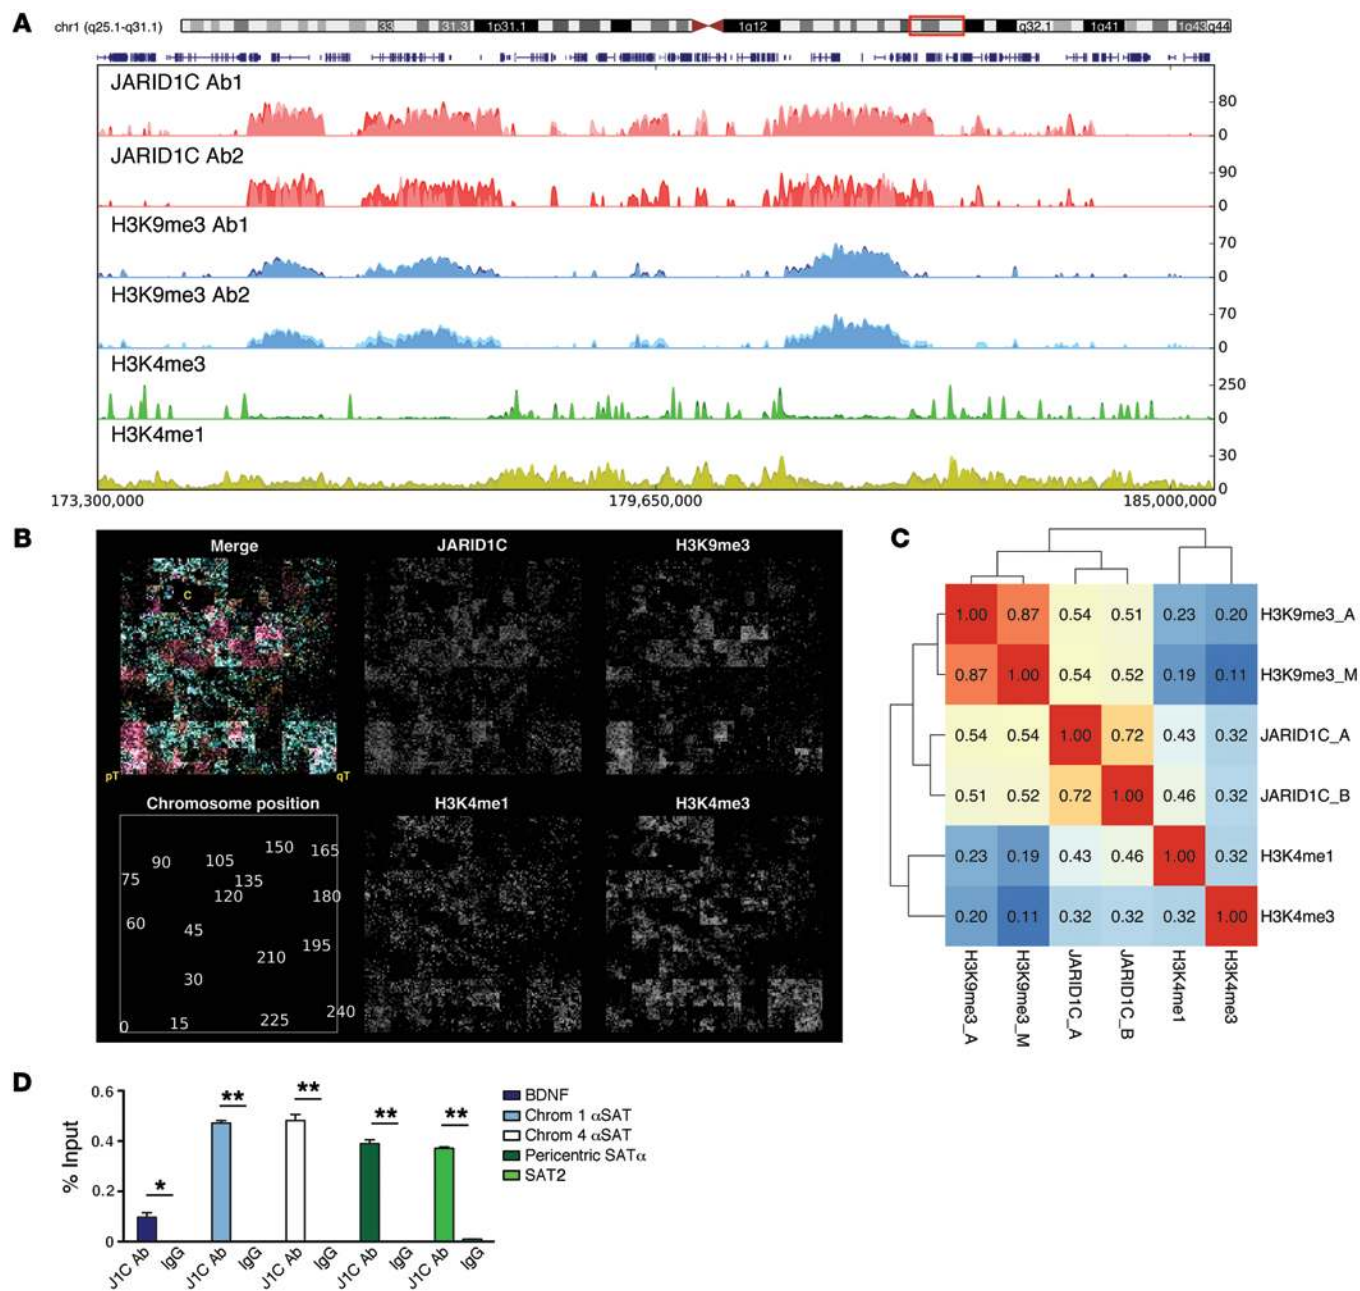 A
chr1 (q25.1-q31.1)
33 31.3 1p31.1 1q12 q32.1 1q41 1q43 q44
JARID1C Ab1
80
0
JARID1C Ab2
90
0
H3K9me3 Ab1
70
0
H3K9me3 Ab2
70
0
H3K4me3
250
0
H3K4me1
30
0
173,300,000 179,650,000 185,000,000
B
Merge JARID1C H3K9me3
C
pT qT
Chromosome position H3K4me1 H3K4me3
150 165
90 105
75 135
120 180
60 45
195
210
30
240
0 15 225
C
1.00 0.87 0.54 0.51 0.23 0.20 H3K9me3_A
0.87 1.00 0.54 0.52 0.19 0.11 H3K9me3_M
0.54 0.54 1.00 0.72 0.43 0.32 JARID1C_A
0.51 0.52 0.72 1.00 0.46 0.32 JARID1C_B
0.23 0.19 0.43 0.46 1.00 0.32 H3K4me1
0.20 0.11 0.32 0.32 0.32 1.00 H3K4me3
H3K9me3_A H3K9me3_M JARID1C_A JARID1C_B H3K4me1 H3K4me3
D
% Input
0.6
0.4
0.2
0
* ** ** ** **
J1C Ab IgG J1C Ab IgG J1C Ab IgG J1C Ab IgG J1C Ab IgG
BDNF
Chrom 1 αSAT
Chrom 4 αSAT
Pericentric SATα
SAT2